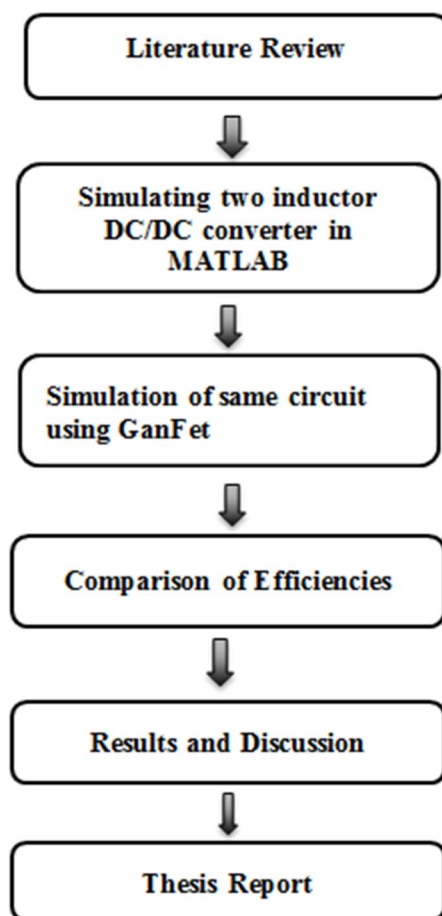 Literature Review
Simulating two inductor
DC/DC converter in
MATLAB
Simulation of same circuit
using GanFet
Comparison of Efficiencies
Results and Discussion
Thesis Report